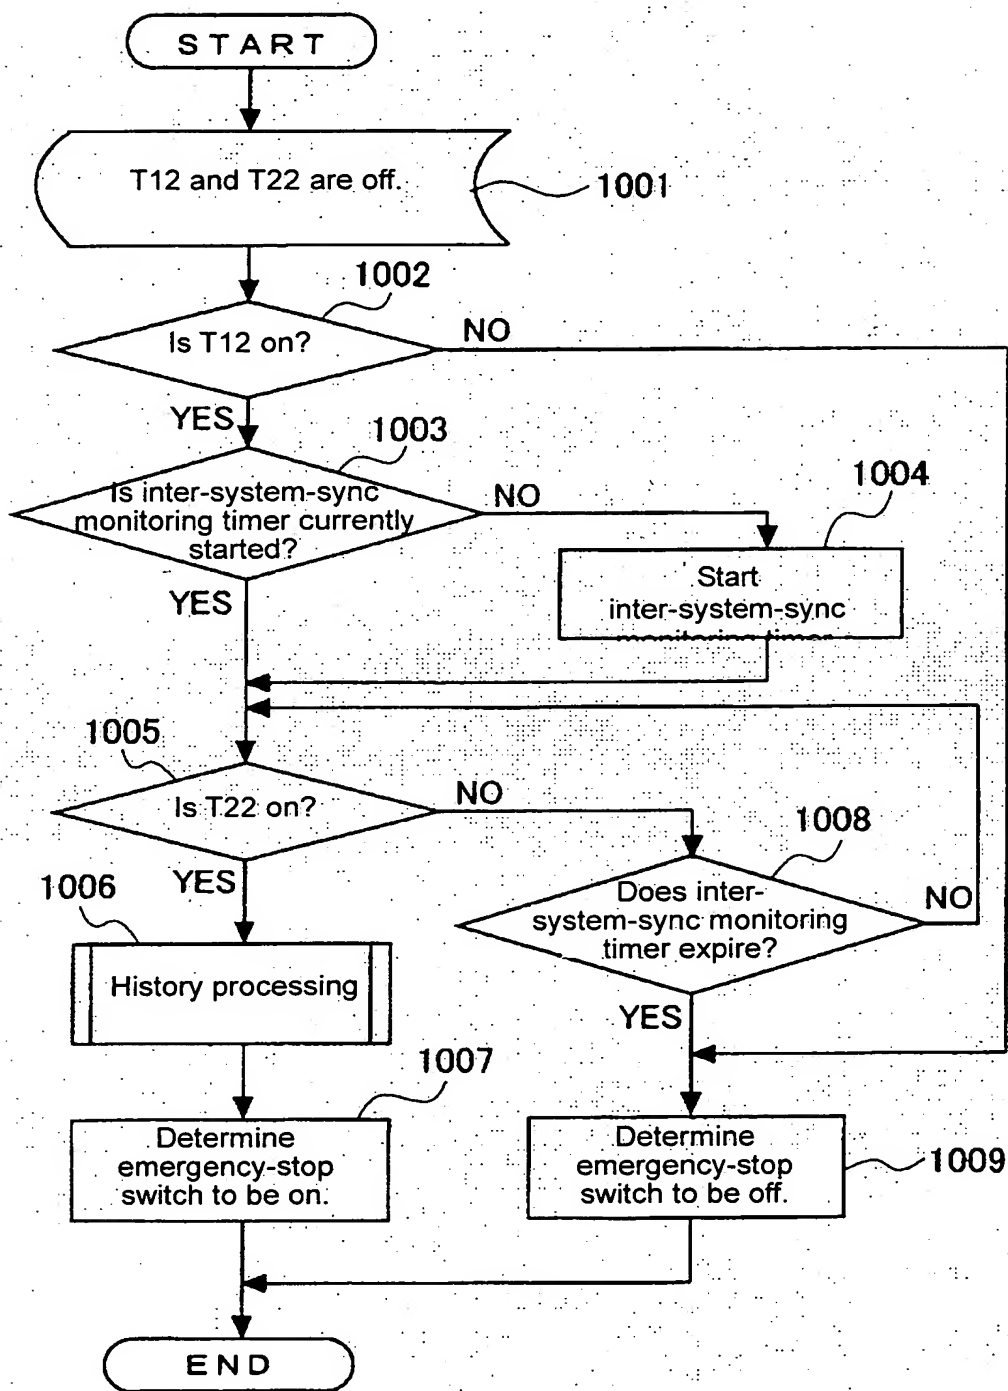 START
T12 and T22 are off.
1001
1002
Is T12 on?
NO
YES
1003
Is inter-system-sync
monitoring timer currently
started?
NO
1004
YES
Start
inter-system-sync
monitoring timer
1005
Is T22 on?
NO
1008
YES
1006
Does inter-
system-sync monitoring
timer expire?
NO
History processing
YES
1007
Determine
emergency-stop
switch to be on.
Determine
emergency-stop
switch to be off.
1009
END